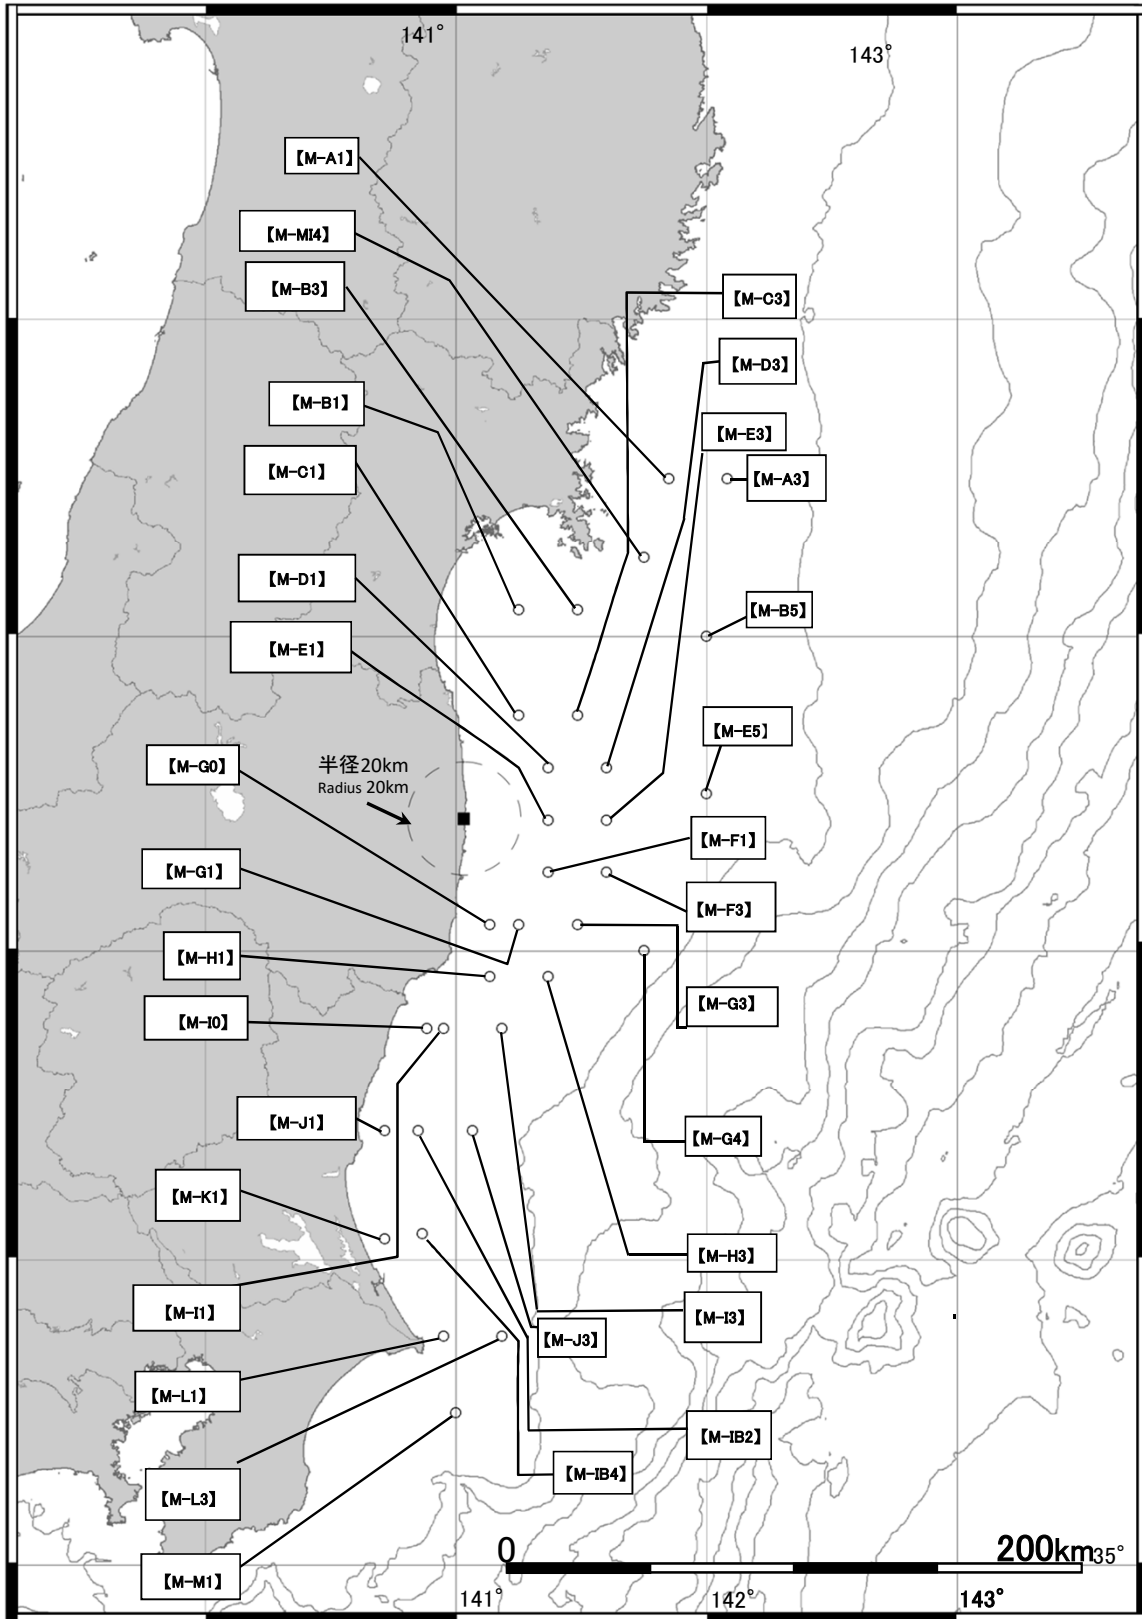 141°
143°
【M-A1】
【M-MI4】
【M-B3】
【M-C3】
【M-D3】
【M-B1】
【M-E3】
【M-C1】
【M-A3】
【M-D1】
【M-B5】
【M-E1】
【M-E5】
【M-G0】
半径20km
Radius 20km
【M-F1】
【M-G1】
【M-F3】
【M-H1】
【M-G3】
【M-I0】
【M-J1】
【M-G4】
【M-K1】
【M-H3】
【M-I1】
【M-I3】
【M-J3】
【M-L1】
【M-IB2】
【M-IB4】
【M-L3】
0
200km
35°
【M-M1】
141°
142°
143°